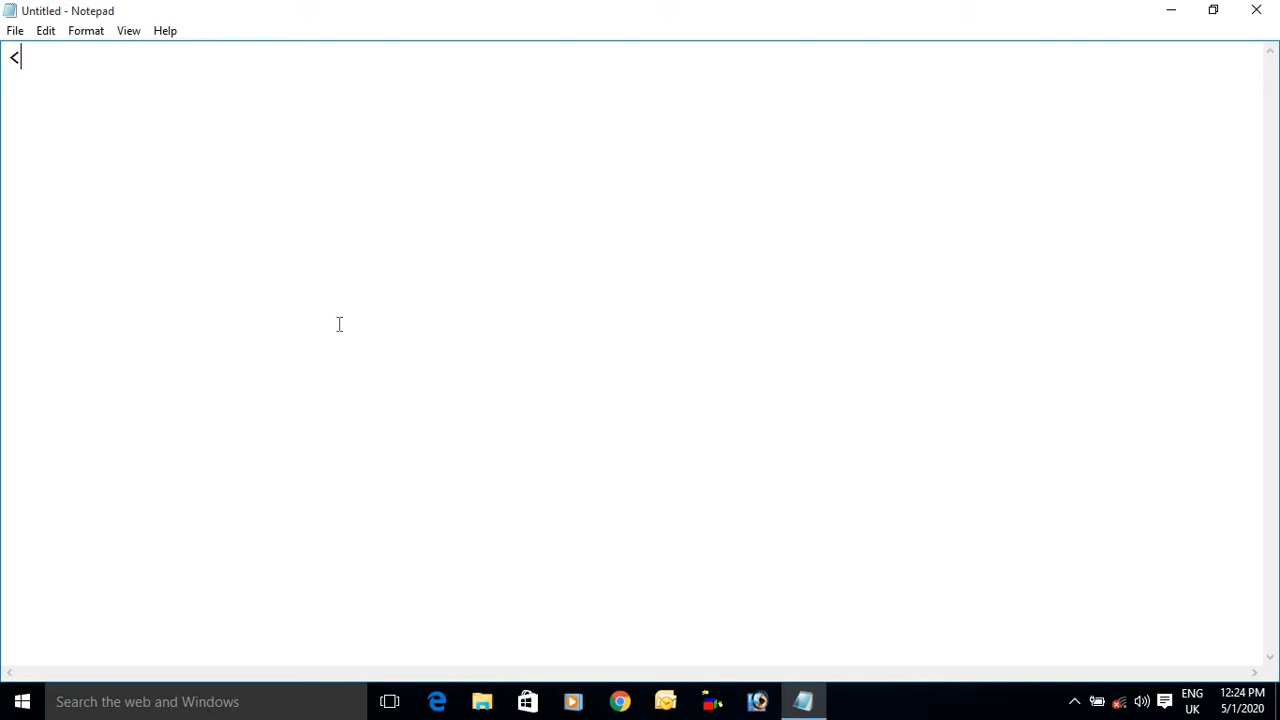 Untitled - Notepad
File Edit Format View Help
<
Search the web and Windows
ENG 12:24 PM
UK 5/1/2020